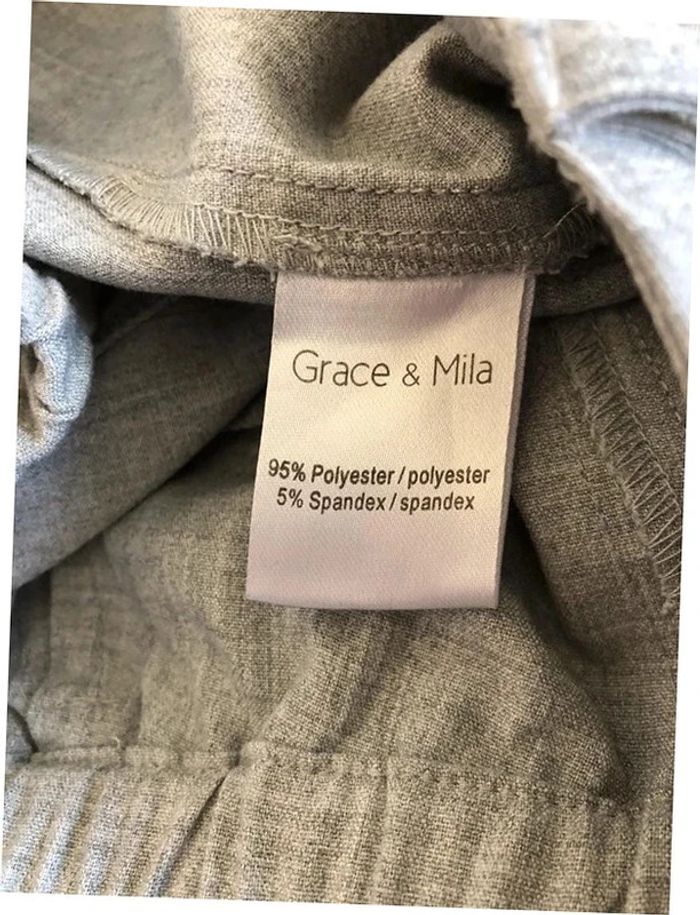 Grace & Mila
95% Polyester / polyester
5% Spandex / spandex